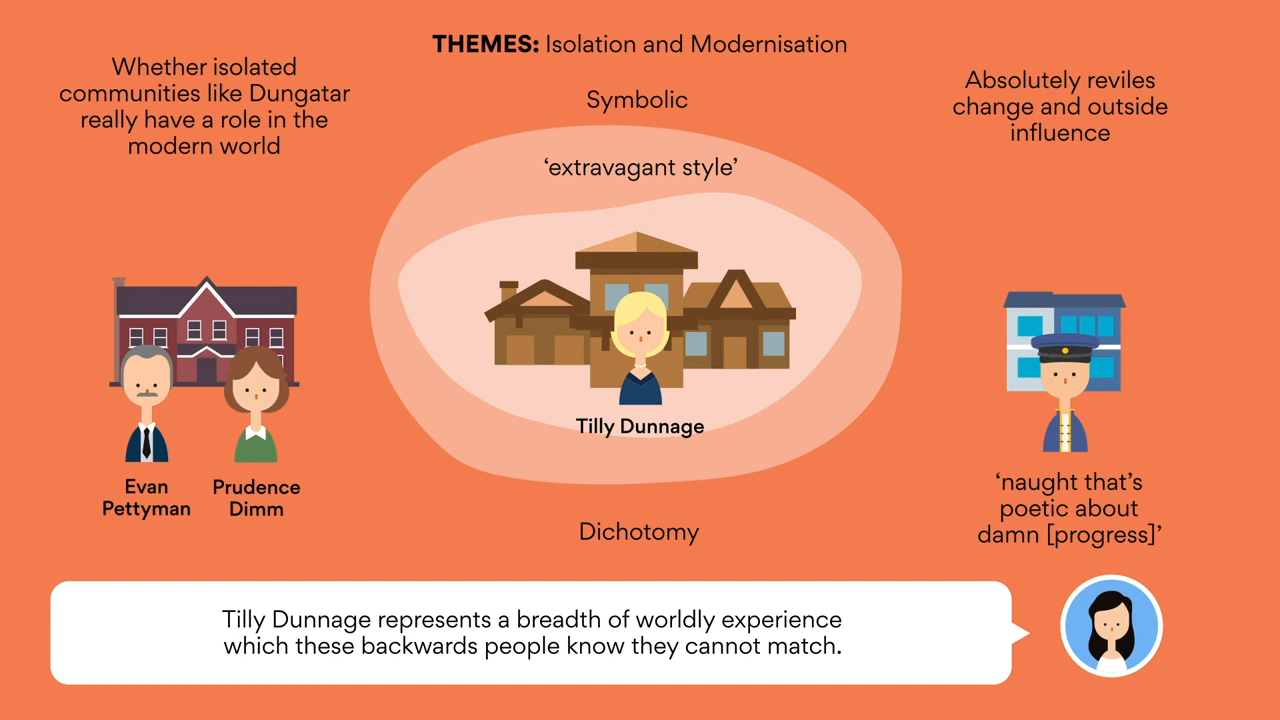 THEMES: Isolation and Modernisation
Whether isolated
communities like Dungatar
really have a role in the
modern world
Symbolic
Absolutely reviles
change and outside
influence
‘extravagant style’
Tilly Dunnage
Evan
Pettyman
Prudence
Dimm
‘naught that’s
poetic about
damn [progress]’
Dichotomy
Tilly Dunnage represents a breadth of worldly experience
which these backwards people know they cannot match.